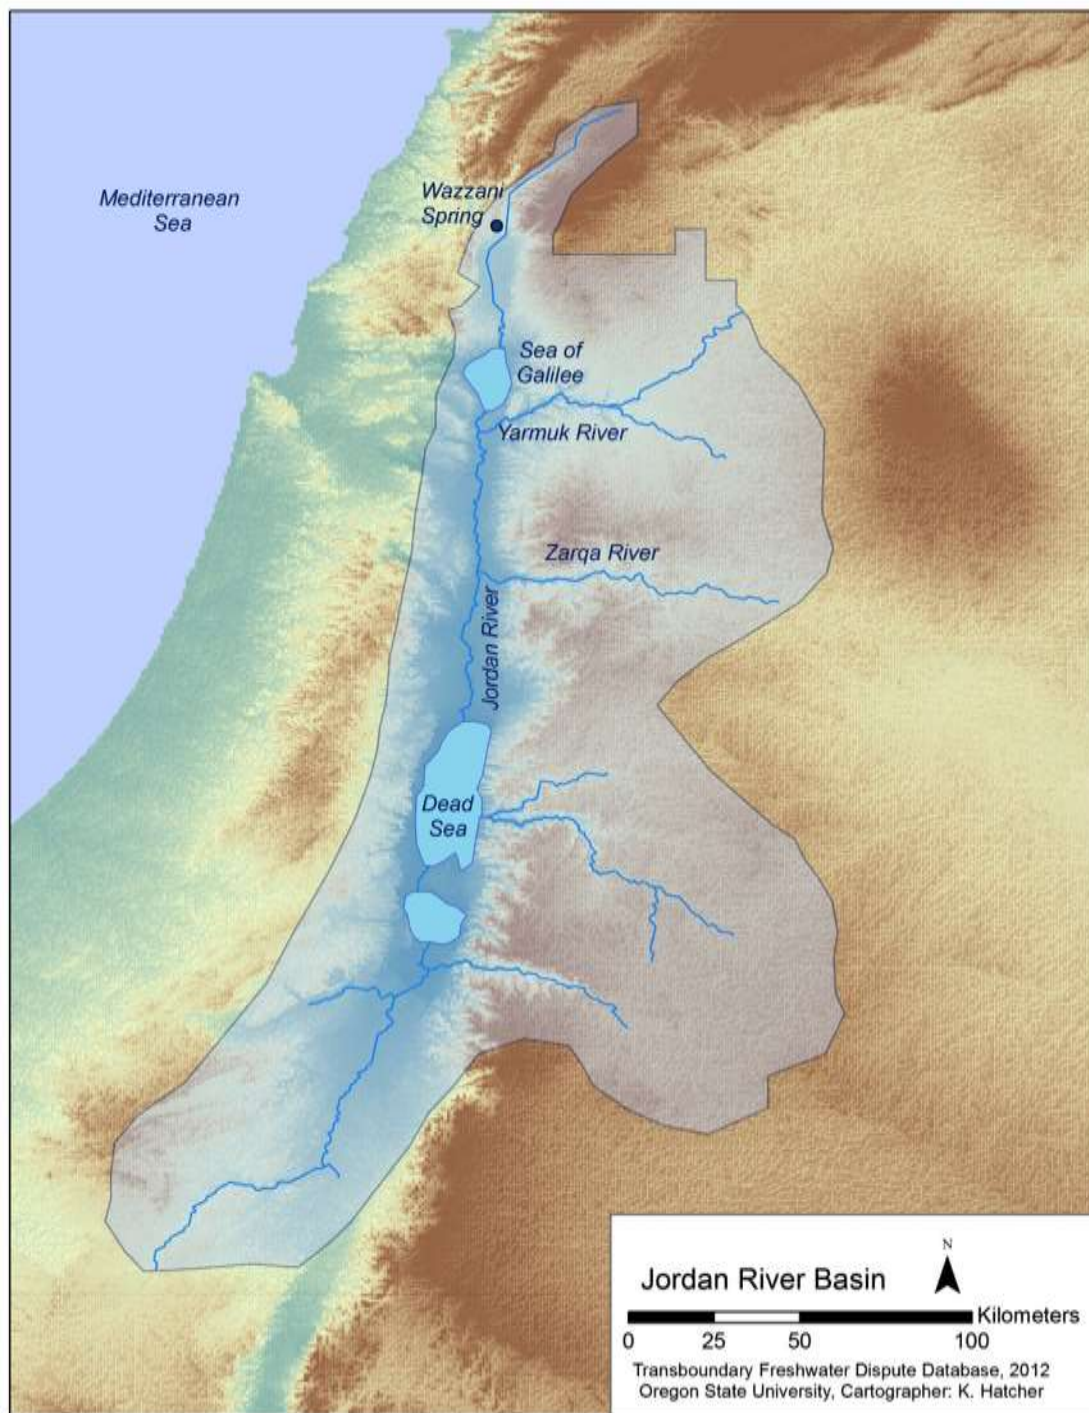 Mediterranean
Sea
Wazzani
Spring
Sea of
Galilee
Yarmuk River
Zarqa River
Jordan River
Dead
Sea
N
Jordan River Basin
Kilometers
0 25 50 100
Transboundary Freshwater Dispute Database, 2012
Oregon State University, Cartographer: K. Hatcher